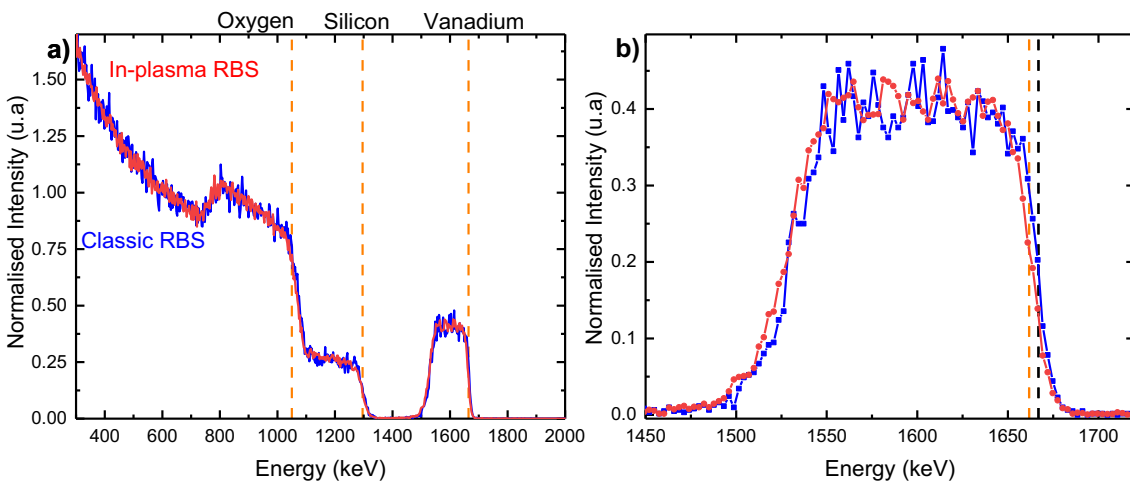 Oxygen Silicon Vanadium
a)
In-plasma RBS
Classic RBS
Normalised Intensity (u.a)
1.50
1.25
1.00
0.75
0.50
0.25
0.00
400 600 800 1000 1200 1400 1600 1800 2000
Energy (keV)
b)
Normalised Intensity (u.a)
0.4
0.3
0.2
0.1
0.0
1450 1500 1550 1600 1650 1700
Energy (keV)